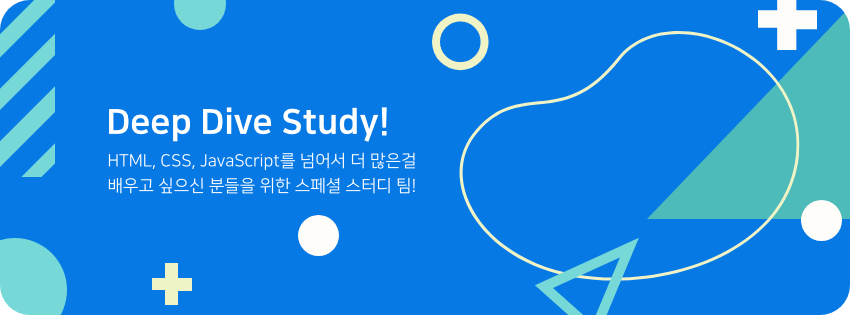 Deep Dive Study!
HTML, CSS, JavaScript를 넘어서 더 많은걸
배우고 싶으신 분들을 위한 스페셜 스터디 팀!